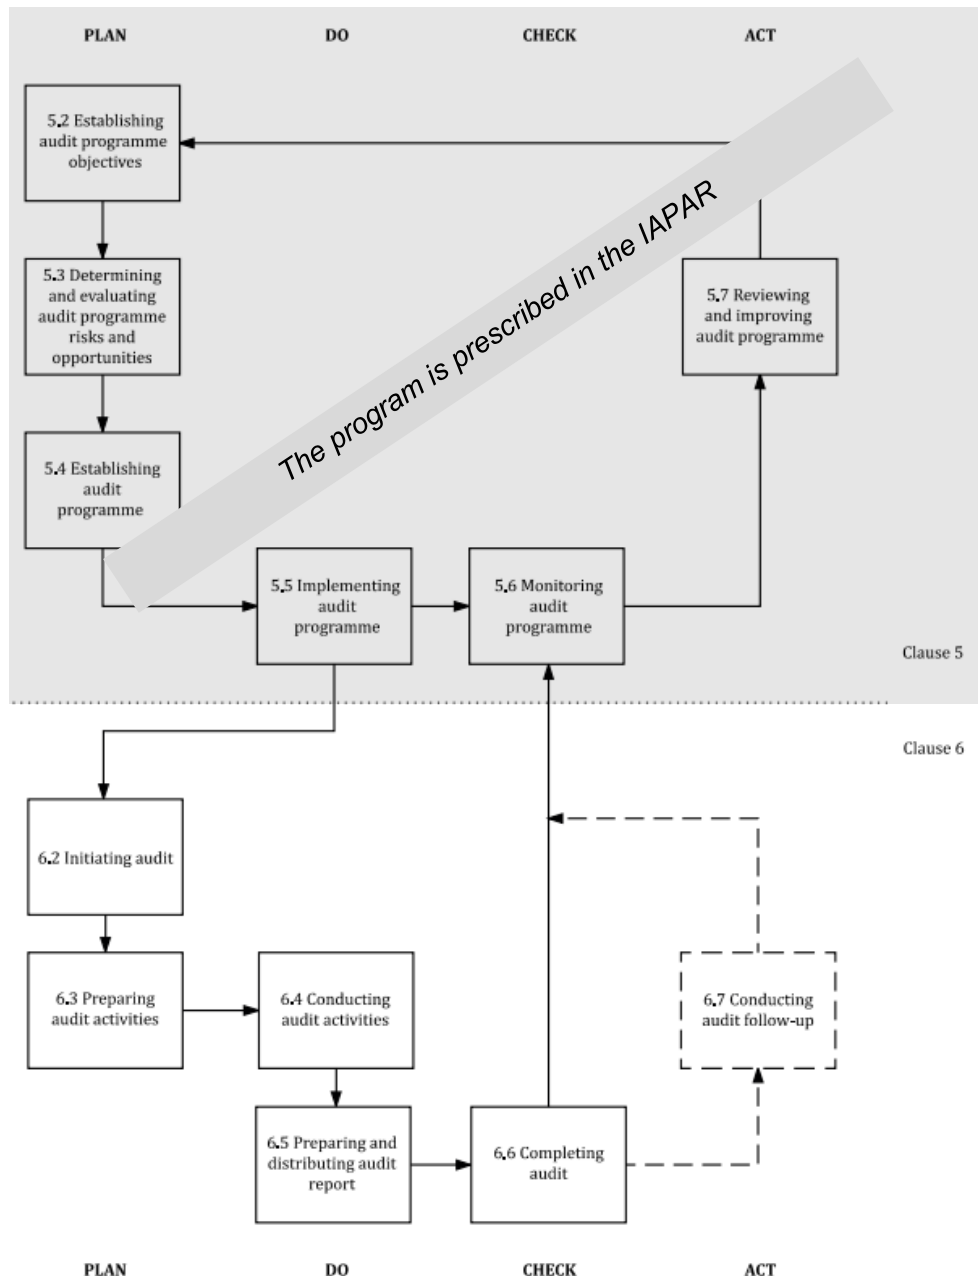 PLAN
DO
CHECK
ACT
5.2 Establishing
audit programme
objectives
5.3 Determining
and evaluating
audit programme
risks and
opportunities
The program is prescribed in the IAPAR
5.7 Reviewing
and improving
audit programme
5.4 Establishing
audit
programme
5.5 Implementing
audit
programme
5.6 Monitoring
audit
programme
Clause 5
Clause 6
6.2 Initiating audit
6.3 Preparing
audit activities
6.4 Conducting
audit activities
6.7 Conducting
audit follow-up
6.5 Preparing and
distributing audit
report
6.6 Completing
audit
PLAN
DO
CHECK
ACT